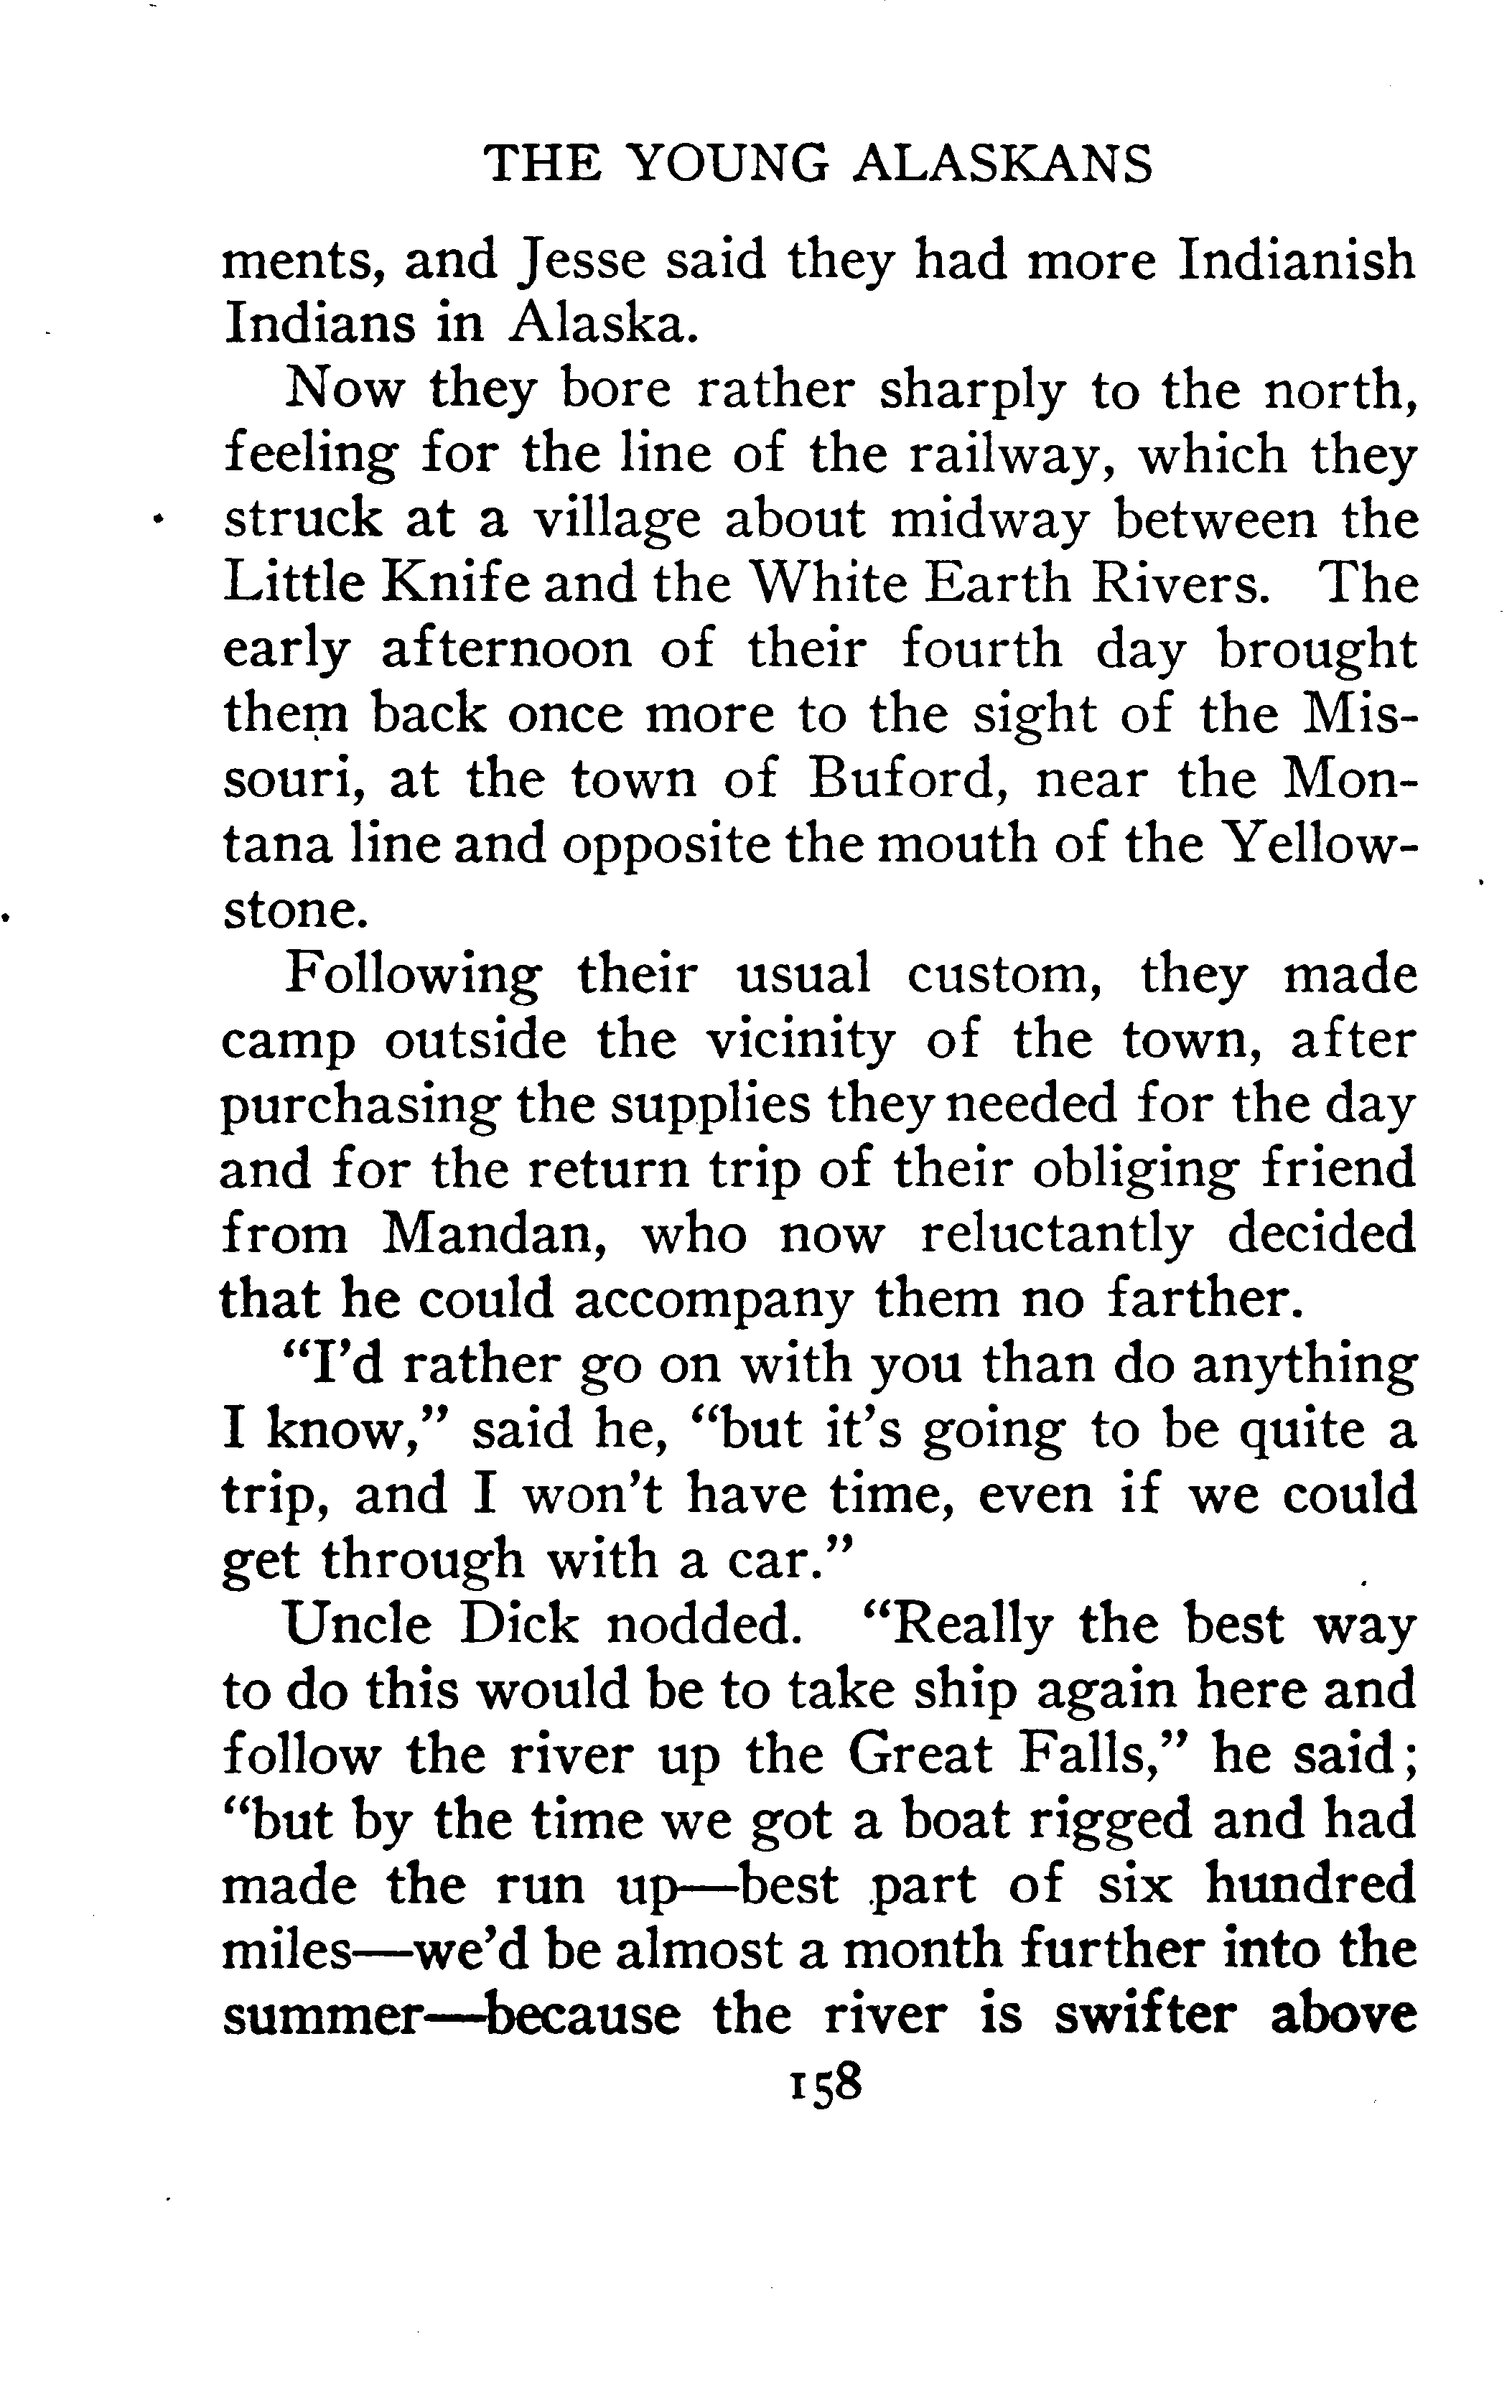 THE YOUNG ALASKANS
ments, and Jesse said they had more Indianish
Indians in Alaska.
Now they bore rather sharply to the north,
feeling for the line of the railway, which they
struck at a village about midway between the
Little Knife and the White Earth Rivers. The
early afternoon of their fourth day brought
them back once more to the sight of the Mis-
souri, at the town of Buford, near the Mon-
tana line and opposite the mouth of the Yellow-
stone.
Following their usual custom, they made
camp outside the vicinity of the town, after
purchasing the supplies they needed for the day
and for the return trip of their obliging friend
from Mandan, who now reluctantly decided
that he could accompany them no farther.
“I’d rather go on with you than do anything
I know,” said he, “but it’s going to be quite a
trip, and I won’t have time, even if we could
get through with a car.”
Uncle Dick nodded. “Really the best way
to do this would be to take ship again here and
follow the river up the Great Falls,” he said;
“but by the time we got a boat rigged and had
made the run up—best part of six hundred
miles—we’d be almost a month further into the
summer—because the river is swifter above
158